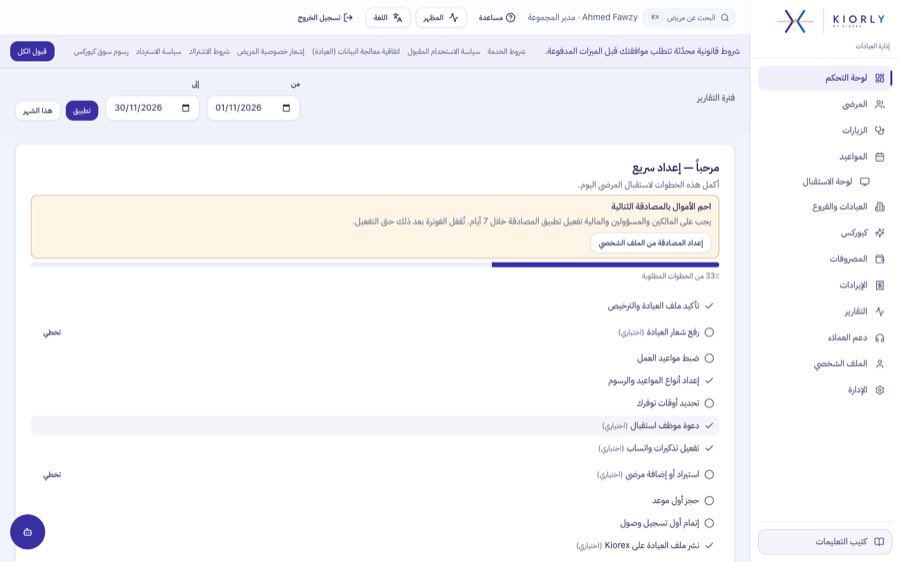 KIORLY
BY KIOREX
إدارة العيادات
لوحة التحكم
المرضى
الزيارات
المواعيد
لوحة الاستقبال
العيادات والفروع
كيوركس
المصروفات
الإيرادات
التقارير
دعم العملاء
الملف الشخصي
الإدارة
كتيب التعليمات
البحث عن مريض ⌘K
Ahmed Fawzy · مدير المجموعة
مساعدة
المظهر
اللغة
تسجيل الخروج
شروط قانونية محدّثة تتطلب موافقتك قبل الميزات المدفوعة.
شروط الخدمة سياسة الاستخدام المقبول اتفاقية معالجة البيانات (العيادة) إشعار خصوصية المريض شروط الاشتراك سياسة الاسترداد رسوم سوق كيوركس
قبول الكل
فترة التقارير
من
01/11/2026
إلى
30/11/2026
تطبيق
هذا الشهر
مرحباً — إعداد سريع
أكمل هذه الخطوات لاستقبال المرضى اليوم.
احمِ الأموال بالمصادقة الثنائية
يجب على المالكين والمسؤولين والمالية تفعيل تطبيق المصادقة خلال 7 أيام. تُقفل الفوترة بعد ذلك حتى التفعيل.
إعداد المصادقة من الملف الشخصي
33٪ من الخطوات المطلوبة
تأكيد ملف العيادة والترخيص
رفع شعار العيادة (اختياري) تخطي
ضبط مواعيد العمل
إعداد أنواع المواعيد والرسوم
تحديد أوقات توفرك
دعوة موظف استقبال (اختياري)
تفعيل تذكيرات واتساب (اختياري)
استيراد أو إضافة مرضى (اختياري) تخطي
حجز أول موعد
إتمام أول تسجيل وصول
نشر ملف العيادة على Kiorex (اختياري)